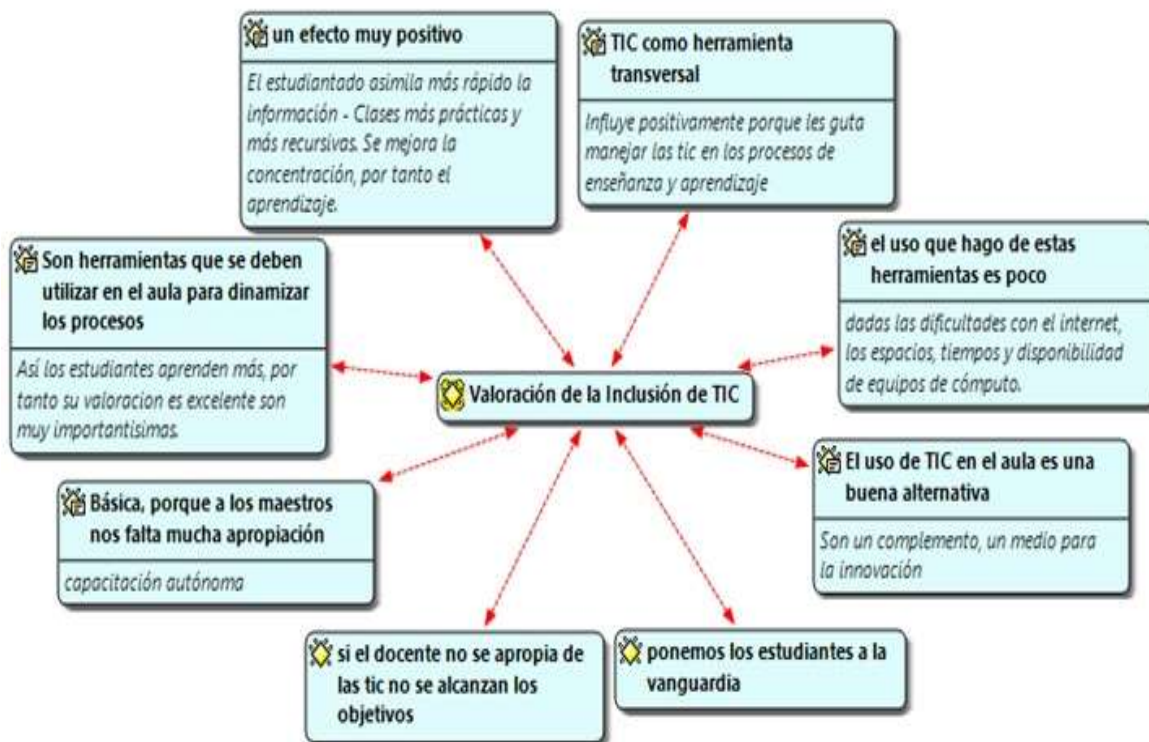 un efecto muy positivo
El estudiantado asimila más rápido la
información - Clases más prácticas y
más recursivas. Se mejora la
concentración, por tanto el
aprendizaje.
TIC como herramienta
transversal
Influye positivamente porque les guta
manejar las tic en los procesos de
enseñanza y aprendizaje
Son herramientas que se deben
utilizar en el aula para dinamizar
los procesos
Así los estudiantes aprenden más, por
tanto su valoracion es excelente son
muy importantisimas.
el uso que hago de estas
herramientas es poco
dadas las dificultades con el internet,
los espacios, tiempos y disponibilidad
de equipos de cómputo.
Valoración de la Inclusión de TIC
Básica, porque a los maestros
nos falta mucha apropiación
capacitación autónoma
El uso de TIC en el aula es una
buena alternativa
Son un complemento, un medio para
la innovación
si el docente no se apropia de
las tic no se alcanzan los
objetivos
ponemos los estudiantes a la
vanguardia